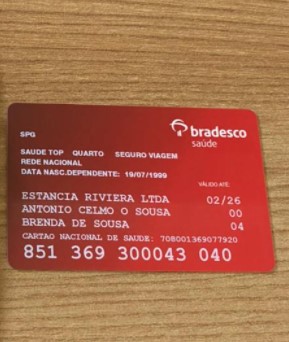 bradesco
saúde
SPG
SAUDE TOP QUARTO SEGURO VIAGEM
REDE NACIONAL
DATA NASC.DEPENDENTE: 19/07/1999
VÁLIDO ATÉ
ESTANCIA RIVIERA LTDA 02/26
ANTONIO CELMO O SOUSA 00
BRENDA DE SOUSA 04
CARTAO NACIONAL DE SAUDE: 708001369077920
851 369 300043 040